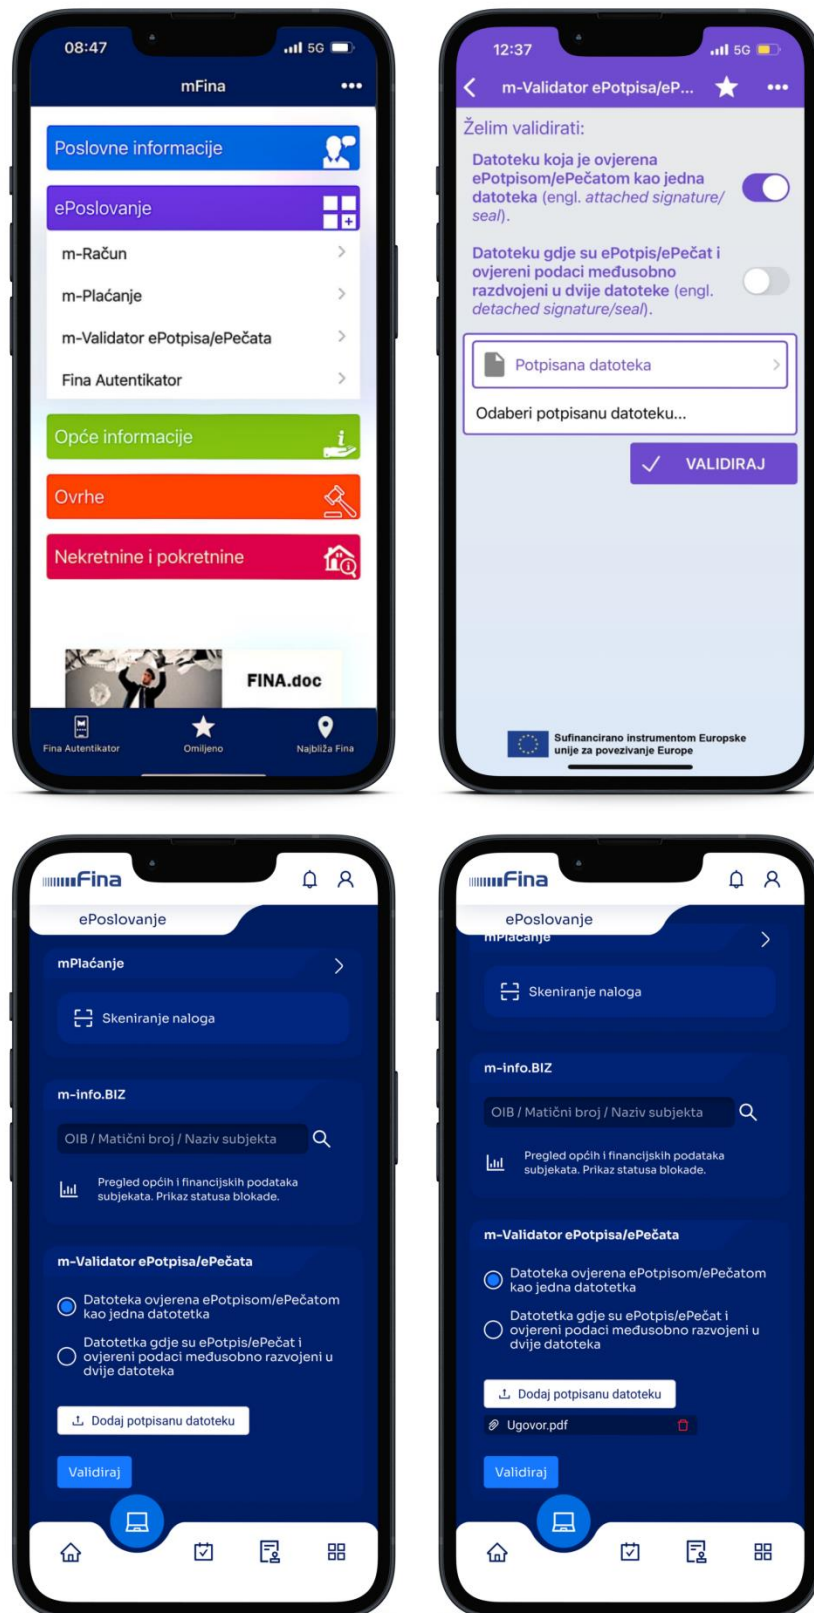 08:47
5G
mFina
Poslovne informacije
ePoslovanje
m-Račun
m-Plaćanje
m-Validator ePotpisa/ePečata
Fina Autentikator
Opće informacije
Ovrhe
Nekretnine i pokretnine
FINA.doc
Fina Autentikator
Omiljeno
Najbliža Fina
12:37
5G
m-Validator ePotpisa/eP...
Želim validirati:
Datoteku koja je ovjerena
ePotpisom/ePečatom kao jedna
datoteka (engl. attached signature/
seal).
Datoteku gdje su ePotpis/ePečat i
ovjereni podaci međusobno
razdvojeni u dvije datoteke (engl.
detached signature/seal).
Potpisana datoteka
Odaberi potpisanu datoteku...
VALIDIRAJ
Sufinancirano instrumentom Europske
unije za povezivanje Europe
Fina
ePoslovanje
mPlaćanje
Skeniranje naloga
m-info.BIZ
OIB / Matični broj / Naziv subjekta
Pregled općih i financijskih podataka
subjekata. Prikaz statusa blokade.
m-Validator ePotpisa/ePečata
Datoteka ovjerena ePotpisom/ePečatom
kao jedna datotetka
Datotetka gdje su ePotpis/ePečat i
ovjereni podaci međusobno razvojeni u
dvije datoteka
Dodaj potpisanu datoteku
Validiraj
Fina
ePoslovanje
mPlaćanje
Skeniranje naloga
m-info.BIZ
OIB / Matični broj / Naziv subjekta
Pregled općih i financijskih podataka
subjekata. Prikaz statusa blokade.
m-Validator ePotpisa/ePečata
Datoteka ovjerena ePotpisom/ePečatom
kao jedna datotetka
Datotetka gdje su ePotpis/ePečat i
ovjereni podaci međusobno razvojeni u
dvije datoteka
Dodaj potpisanu datoteku
Ugovor.pdf
Validiraj